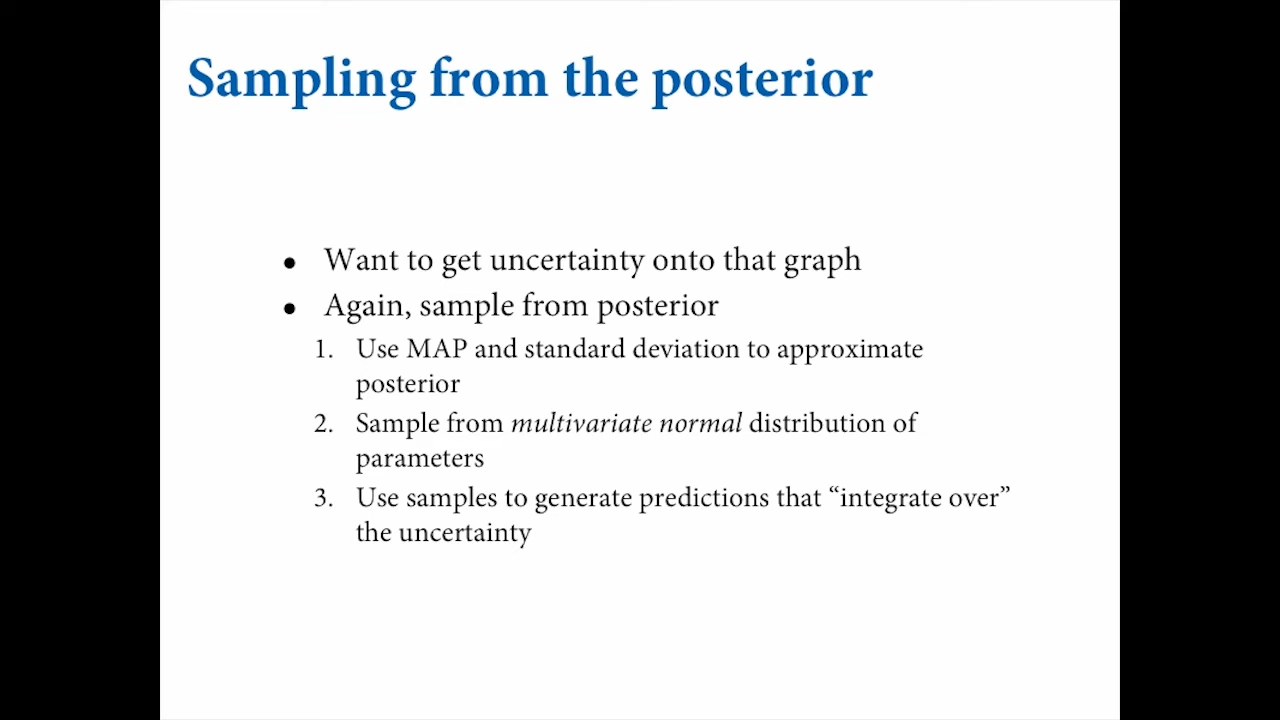 Sampling from the posterior
• Want to get uncertainty onto that graph
• Again, sample from posterior
1. Use MAP and standard deviation to approximate
posterior
2. Sample from multivariate normal distribution of
parameters
3. Use samples to generate predictions that “integrate over”
the uncertainty